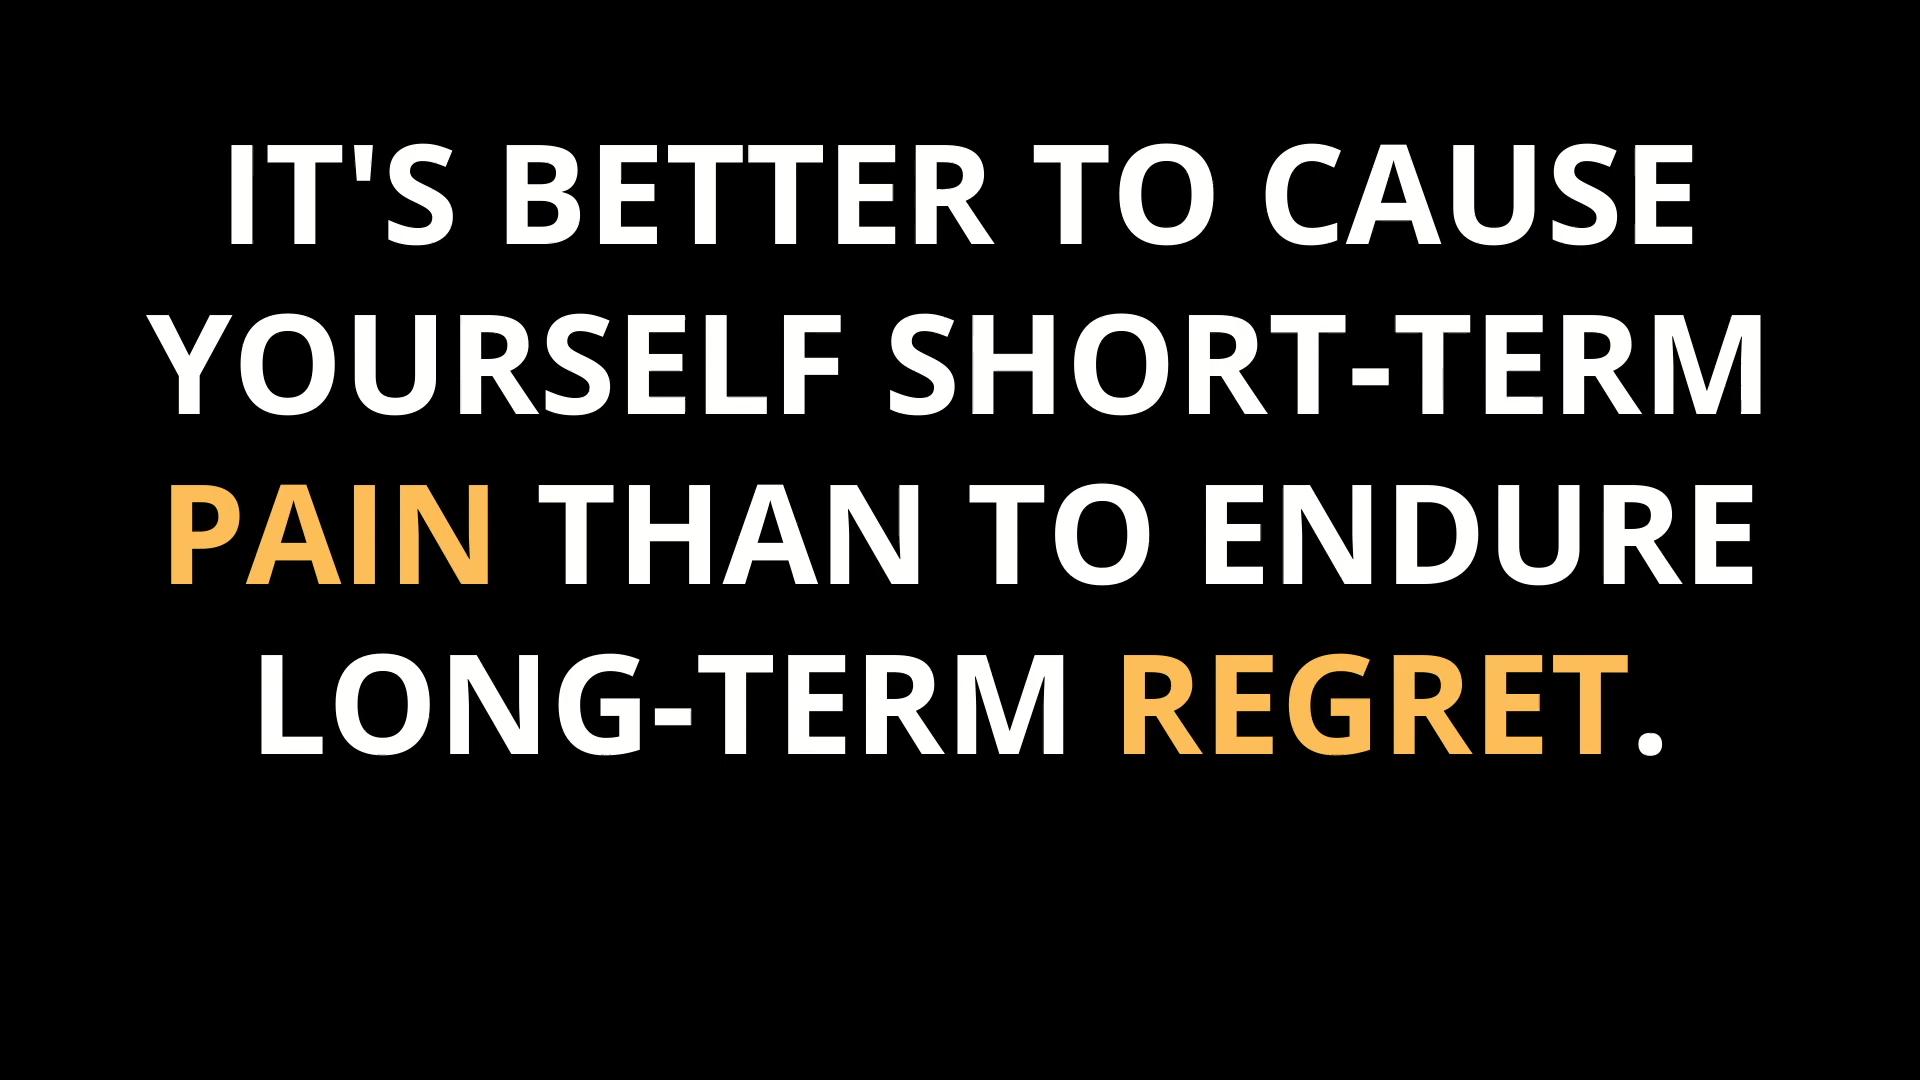 IT'S BETTER TO CAUSE
YOURSELF SHORT-TERM
PAIN THAN TO ENDURE
LONG-TERM REGRET.